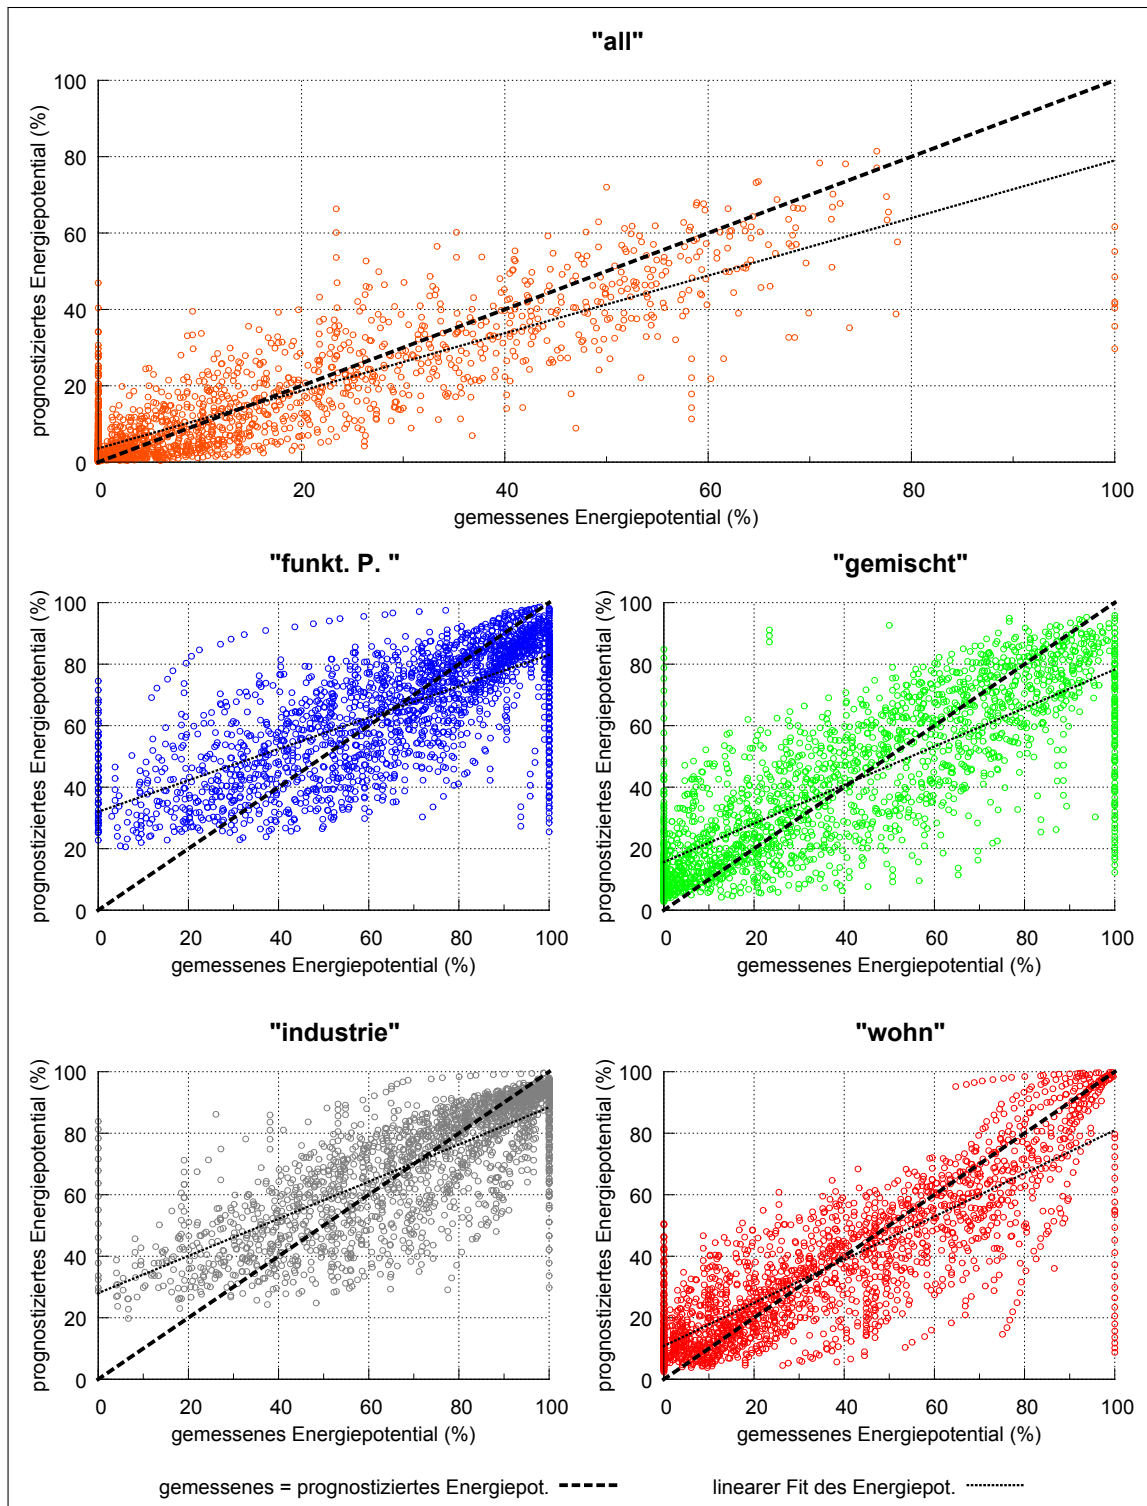 "all"
prognostiziertes Energiepotential (%)
100
80
60
40
20
0
0 20 40 60 80 100
gemessenes Energiepotential (%)
"funkt. P. "
prognostiziertes Energiepotential (%)
100
80
60
40
20
0
0 20 40 60 80 100
gemessenes Energiepotential (%)
"gemischt"
prognostiziertes Energiepotential (%)
100
80
60
40
20
0
0 20 40 60 80 100
gemessenes Energiepotential (%)
"industrie"
prognostiziertes Energiepotential (%)
100
80
60
40
20
0
0 20 40 60 80 100
gemessenes Energiepotential (%)
"wohn"
prognostiziertes Energiepotential (%)
100
80
60
40
20
0
0 20 40 60 80 100
gemessenes Energiepotential (%)
gemessenes = prognostiziertes Energiepot.
linearer Fit des Energiepot.